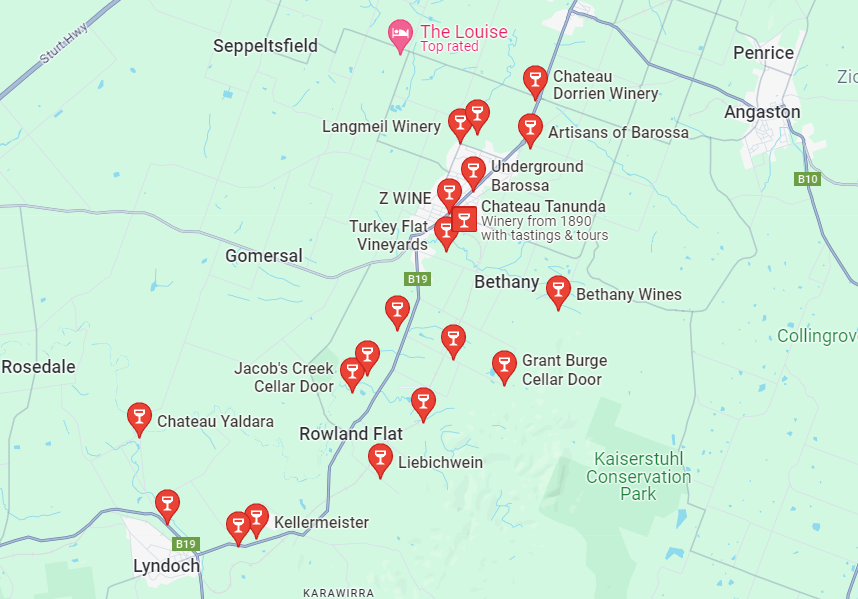 Sturt Hwy
Seppeltsfield
The Louise
Top rated
Penrice
Chateau
Dorrien Winery
Angaston
Langmeil Winery
Artisans of Barossa
Underground
Barossa
B10
Z WINE
Chateau Tanunda
Winery from 1890
with tastings & tours
Turkey Flat
Vineyards
Gomersal
B19
Bethany
Bethany Wines
Collingrov
Rosedale
Jacob's Creek
Cellar Door
Grant Burge
Cellar Door
Chateau Yaldara
Rowland Flat
Liebichwein
Kaiserstuhl
Conservation
Park
Kellermeister
B19
Lyndoch
KARAWIRRA